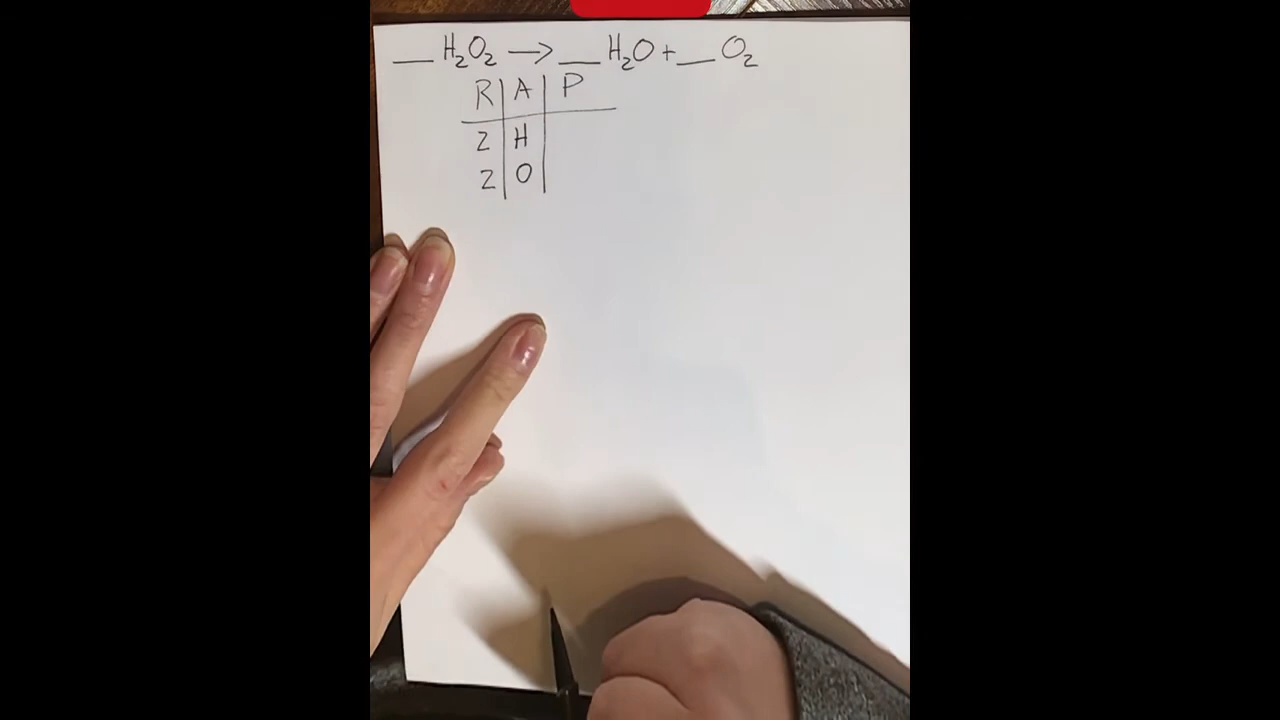 __ H₂O₂ → __ H₂O + __ O₂
R A P
2 H
2 O